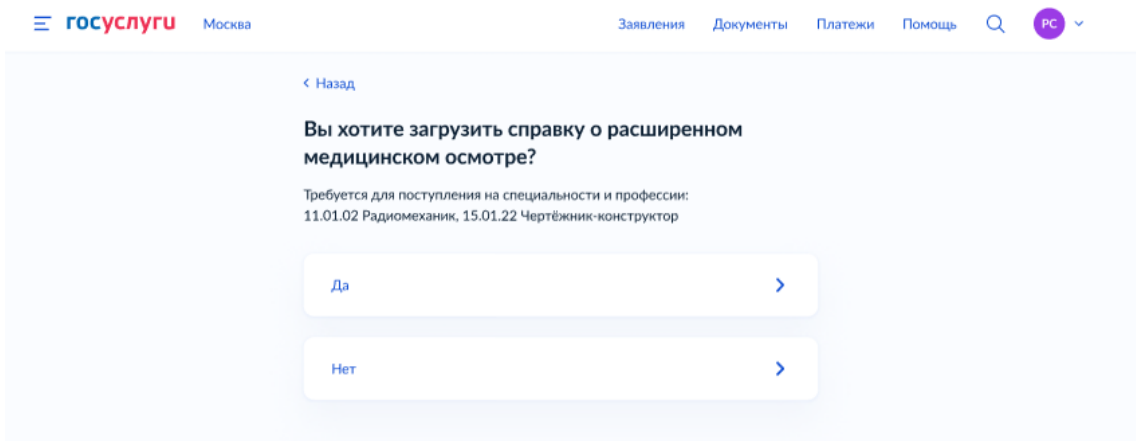 госуслуги Москва Заявления Документы Платежи Помощь РС
Назад
Вы хотите загрузить справку о расширенном
медицинском осмотре?
Требуется для поступления на специальности и профессии:
11.01.02 Радиомеханик, 15.01.22 Чертёжник-конструктор
Да
Нет